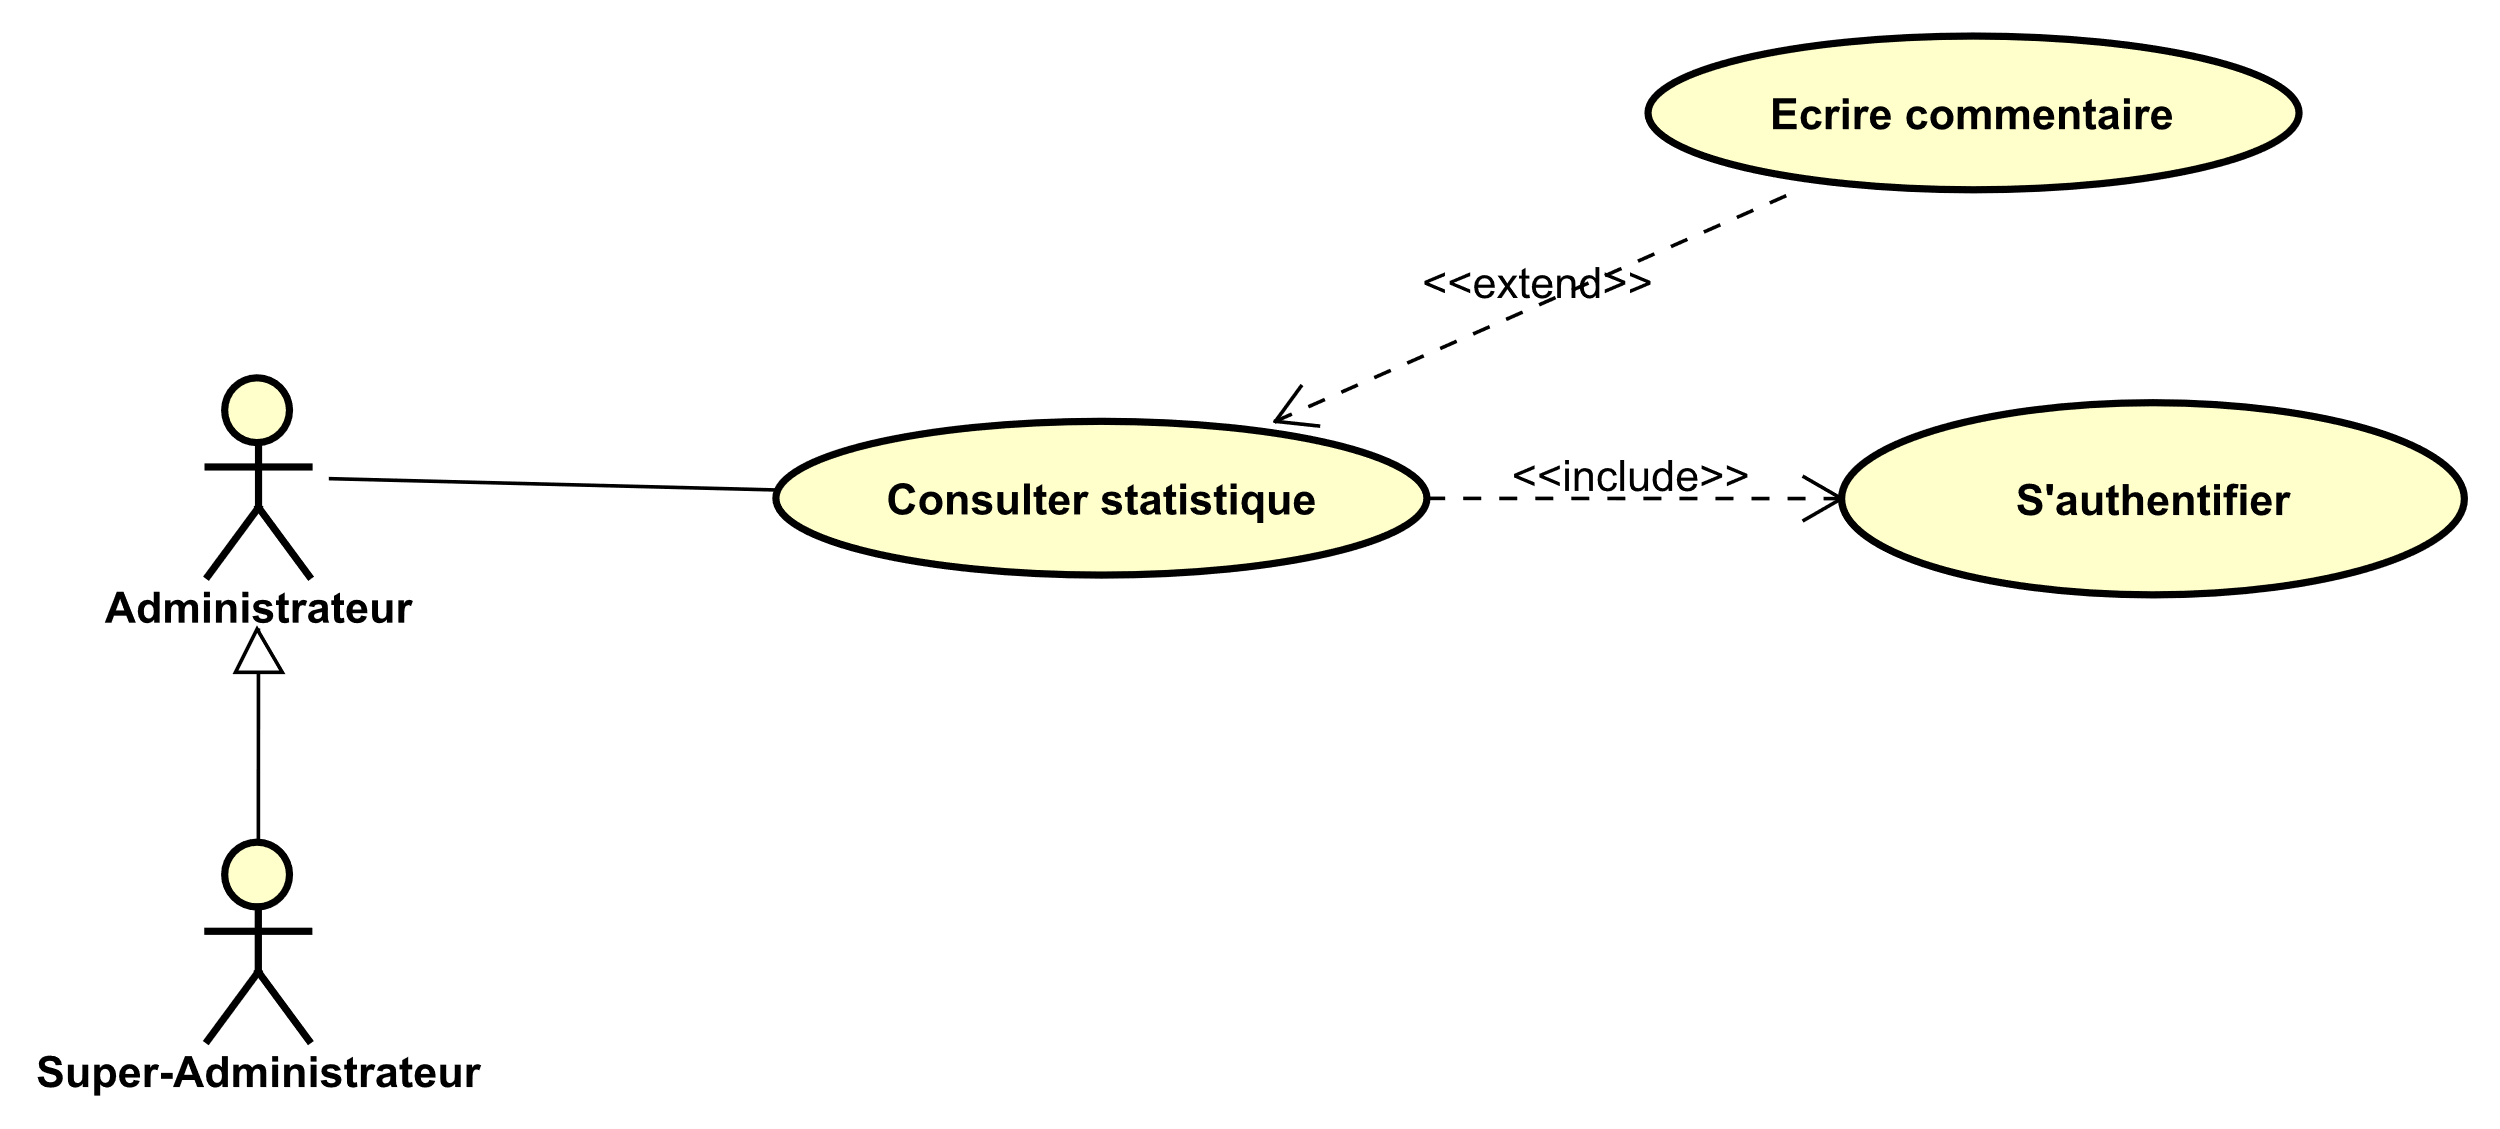 Ecrire commentaire
<<extend>>
<<include>>
Consulter statistique
S'authentifier
Administrateur
Super-Administrateur